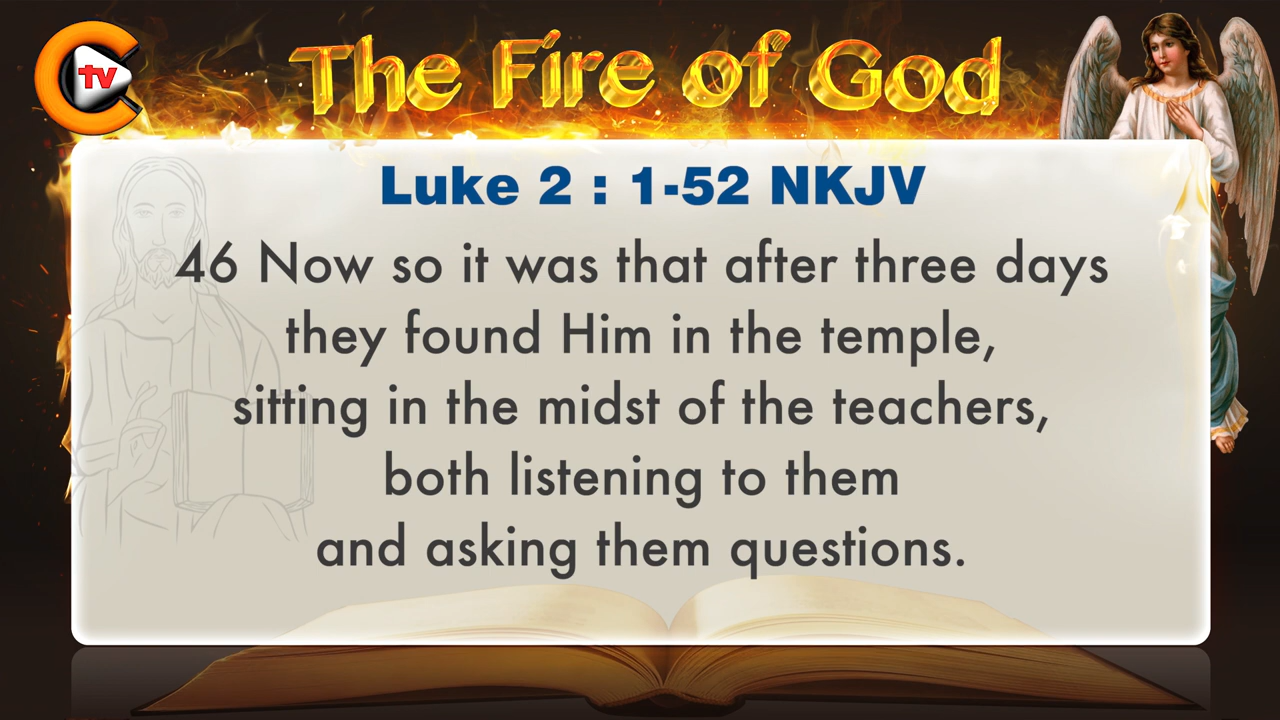 tv
The Fire of God
Luke 2 : 1-52 NKJV
46 Now so it was that after three days
they found Him in the temple,
sitting in the midst of the teachers,
both listening to them
and asking them questions.